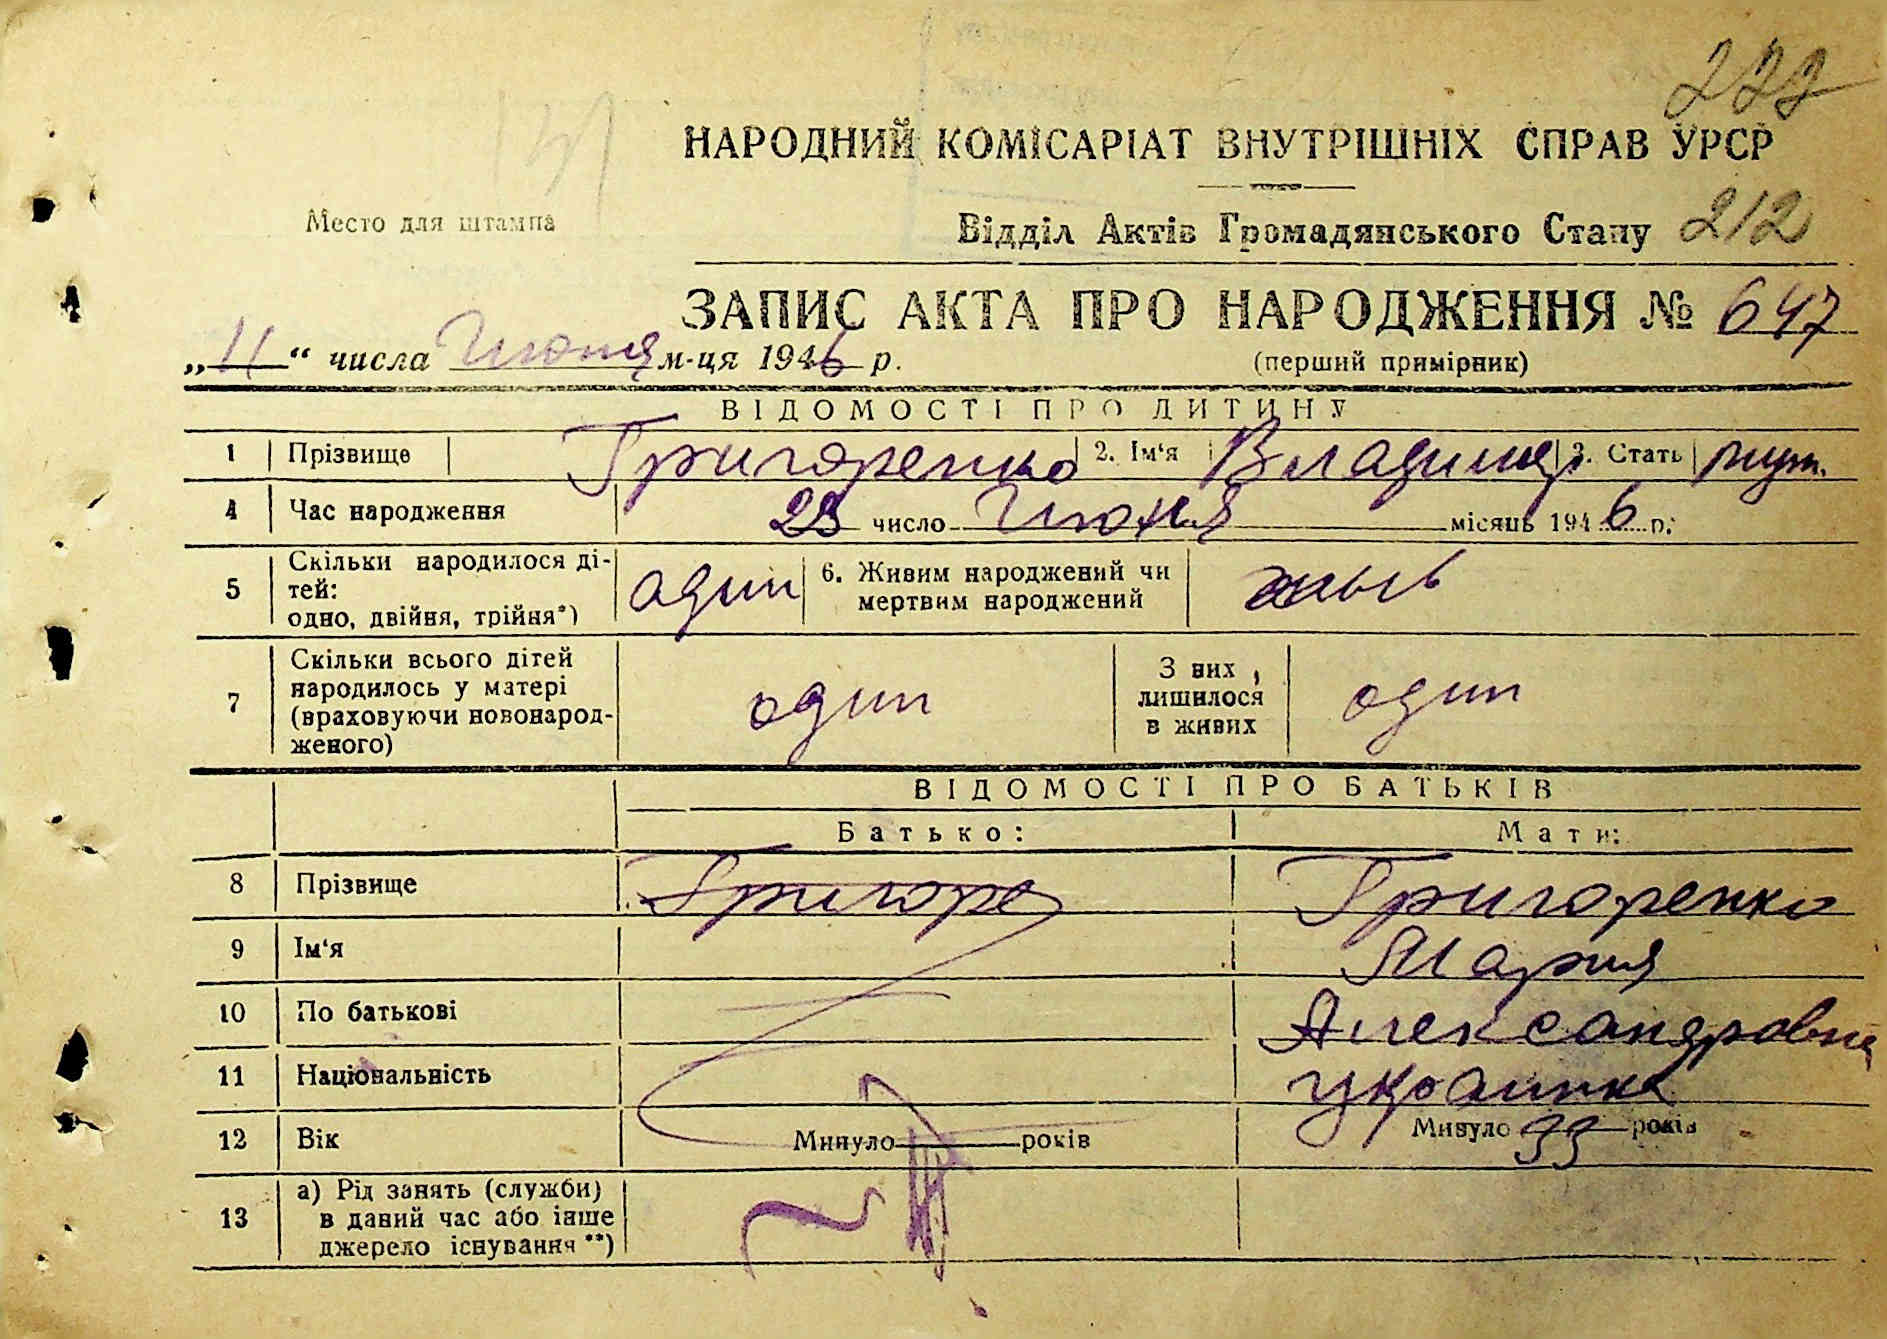 222
НАРОДНИЙ КОМІСАРІАТ ВНУТРІШНІХ СПРАВ УРСР
Место для штампа
Відділ Актів Громадянського Стану 212
ЗАПИС АКТА ПРО НАРОДЖЕННЯ № 647
„11“ числа Июня м-ця 1946 р.
(перший примірник)
ВІДОМОСТІ ПРО ДИТИНУ
1 Прізвище Григоренко 2. Ім‘я Владимир 3. Стать муж.
4 Час народження 23 число Июня місяць 1946 р.
5 Скільки народилося ді-
тей:
одно, двійня, трійня*)
один
6. Живим народжений чи
мертвим народжений
живь
7 Скільки всього дітей
народилось у матері
(враховуючи новонарод-
женого)
один
З них
лишилося
в живих
один
ВІДОМОСТІ ПРО БАТЬКІВ
Батько: Мати:
8 Прізвище Григоре Григоренко
9 Ім‘я Мария
10 По батькові Александровна
11 Національність украинка
12 Вік Минуло років Минуло 33 років
13 а) Рід занять (служби)
в даний час або інше
джерело існування **)